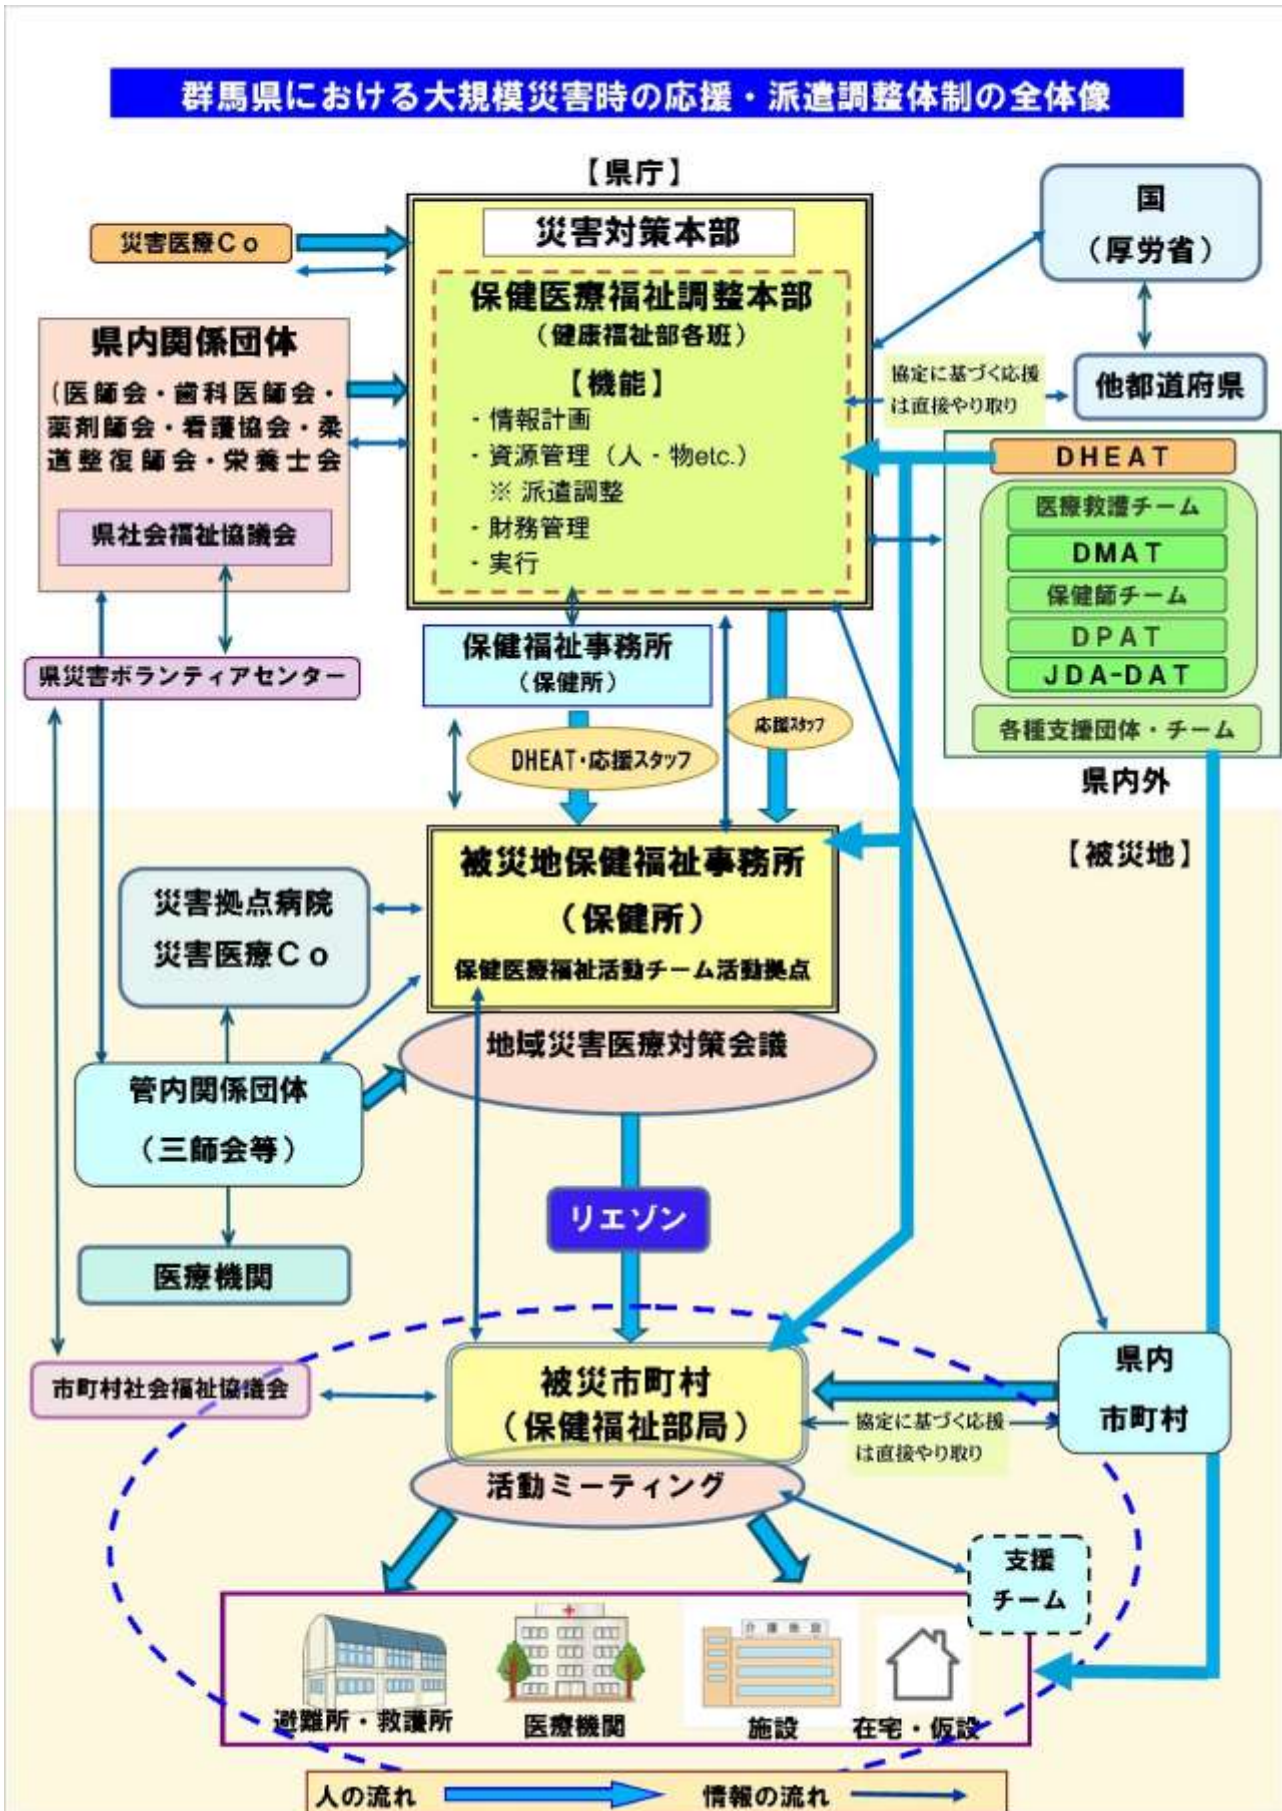 群馬県における大規模災害時の応援・派遣調整体制の全体像
【県庁】
災害対策本部
保健医療福祉調整本部
（健康福祉部各班）
【機能】
・情報計画
・資源管理（人・物etc.）
※ 派遣調整
・財務管理
・実行
災害医療Ｃｏ
県内関係団体
（医師会・歯科医師会・
薬剤師会・看護協会・柔
道整復師会・栄養士会
県社会福祉協議会
県災害ボランティアセンター
国
（厚労省）
他都道府県
協定に基づく応援
は直接やり取り
DHEAT
医療救護チーム
DMAT
保健師チーム
DPAT
JDA-DAT
各種支援団体・チーム
県内外
保健福祉事務所
（保健所）
DHEAT・応援スタッフ
応援スタッフ
【被災地】
被災地保健福祉事務所
（保健所）
保健医療福祉活動チーム活動拠点
地域災害医療対策会議
災害拠点病院
災害医療Ｃｏ
管内関係団体
（三師会等）
医療機関
リエゾン
市町村社会福祉協議会
被災市町村
（保健福祉部局）
活動ミーティング
協定に基づく応援
は直接やり取り
県内
市町村
支援
チーム
介護施設
避難所・救護所
医療機関
施設
在宅・仮設
人の流れ
情報の流れ